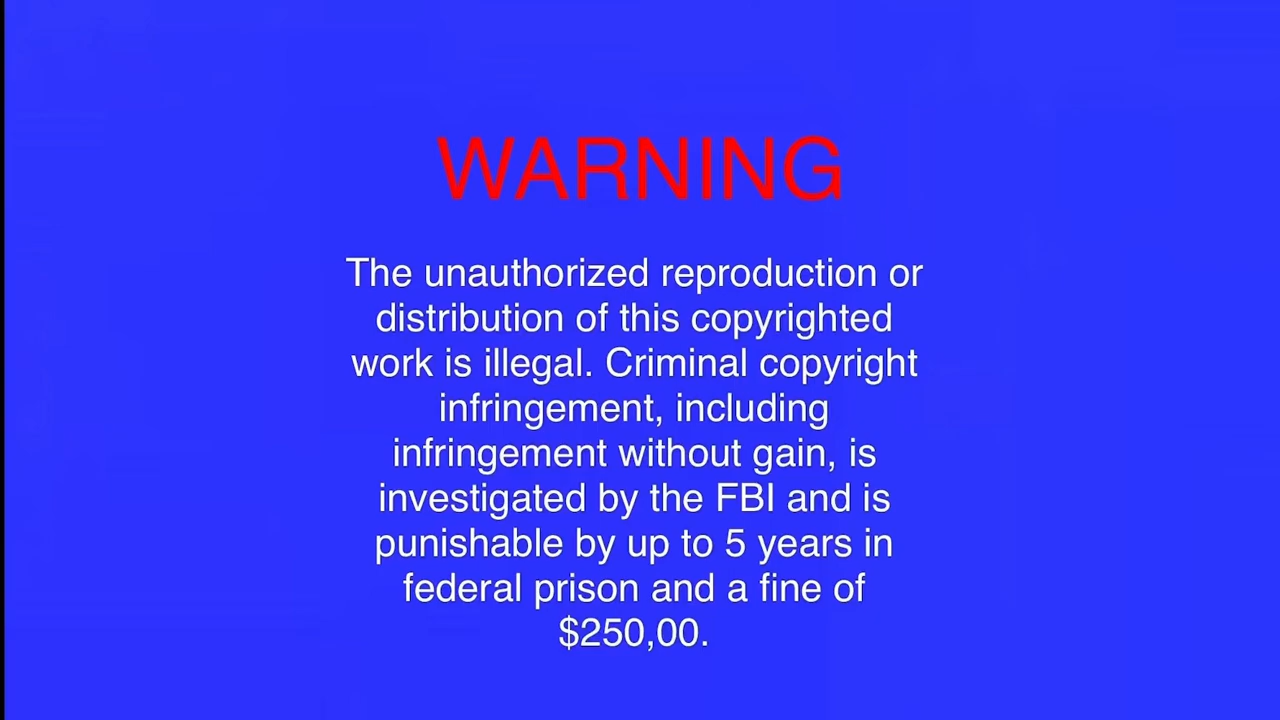 WARNING
The unauthorized reproduction or
distribution of this copyrighted
work is illegal. Criminal copyright
infringement, including
infringement without gain, is
investigated by the FBI and is
punishable by up to 5 years in
federal prison and a fine of
$250,00.